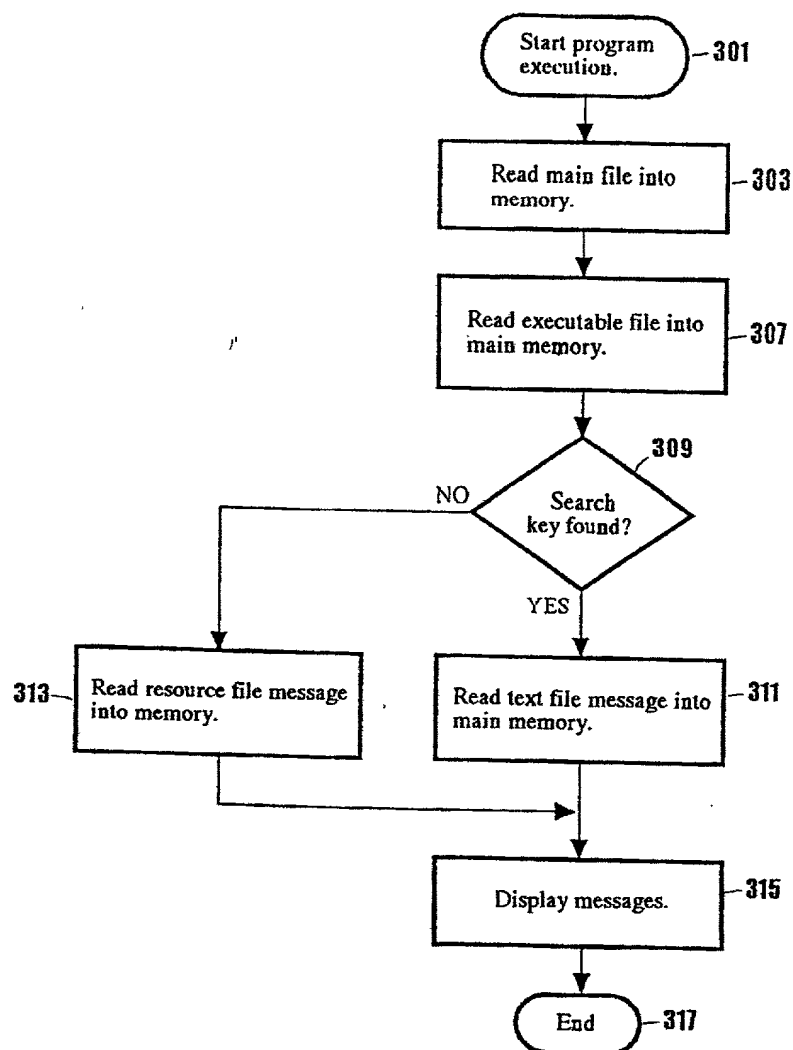 Start program
execution.
301
Read main file into
memory.
303
Read executable file into
main memory.
307
309
Search
key found?
NO
YES
313
Read resource file message
into memory.
Read text file message into
main memory.
311
Display messages.
315
End
317